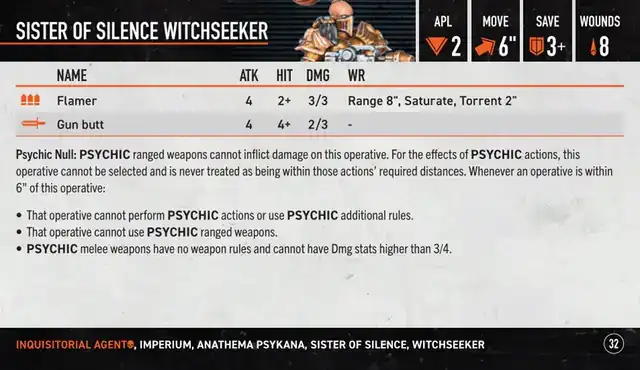 SISTER OF SILENCE WITCHSEEKER
APL MOVE SAVE WOUNDS
2 6" 3+ 8
NAME ATK HIT DMG WR
Flamer 4 2+ 3/3 Range 8", Saturate, Torrent 2"
Gun butt 4 4+ 2/3 -
Psychic Null: PSYCHIC ranged weapons cannot inflict damage on this operative. For the effects of PSYCHIC actions, this
operative cannot be selected and is never treated as being within those actions' required distances. Whenever an operative is within
6" of this operative:
• That operative cannot perform PSYCHIC actions or use PSYCHIC additional rules.
• That operative cannot use PSYCHIC ranged weapons.
• PSYCHIC melee weapons have no weapon rules and cannot have Dmg stats higher than 3/4.
INQUISITORIAL AGENT, IMPERIUM, ANATHEMA PSYKANA, SISTER OF SILENCE, WITCHSEEKER
32